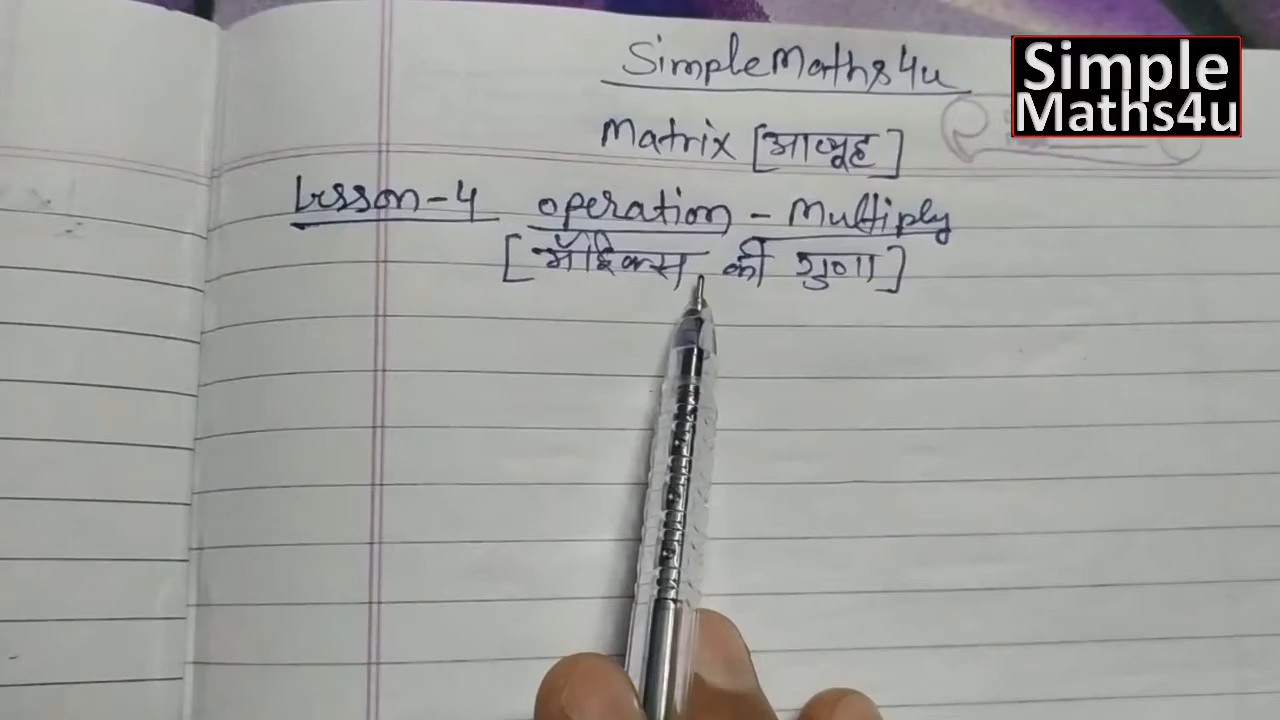 SimpleMaths4u
Simple
Maths4u
Matrix [आव्यूह]
Lesson-4 operation - Multiply
[मॅट्रिक्स की गुणा]